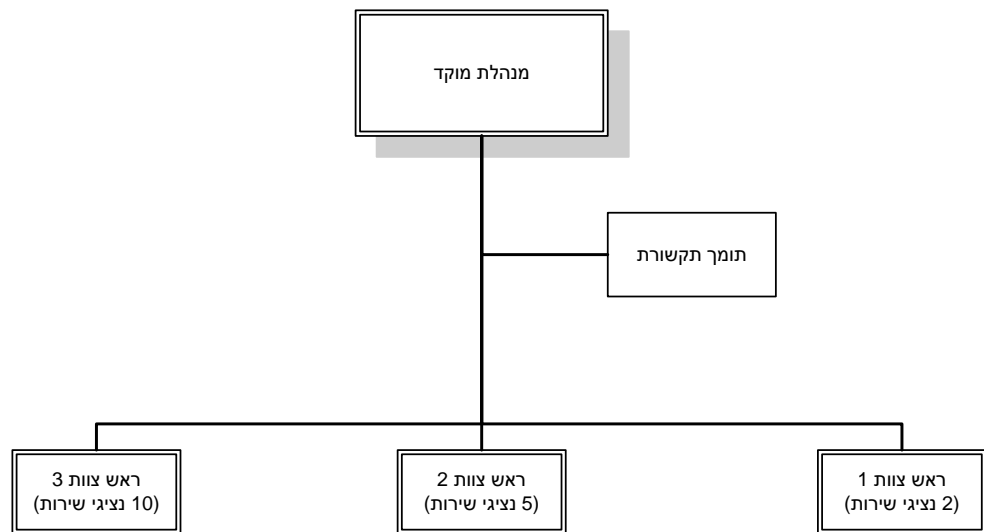 מנהלת מוקד
תומך תקשורת
ראש צוות 1
(2 נציגי שירות)
ראש צוות 2
(5 נציגי שירות)
ראש צוות 3
(10 נציגי שירות)